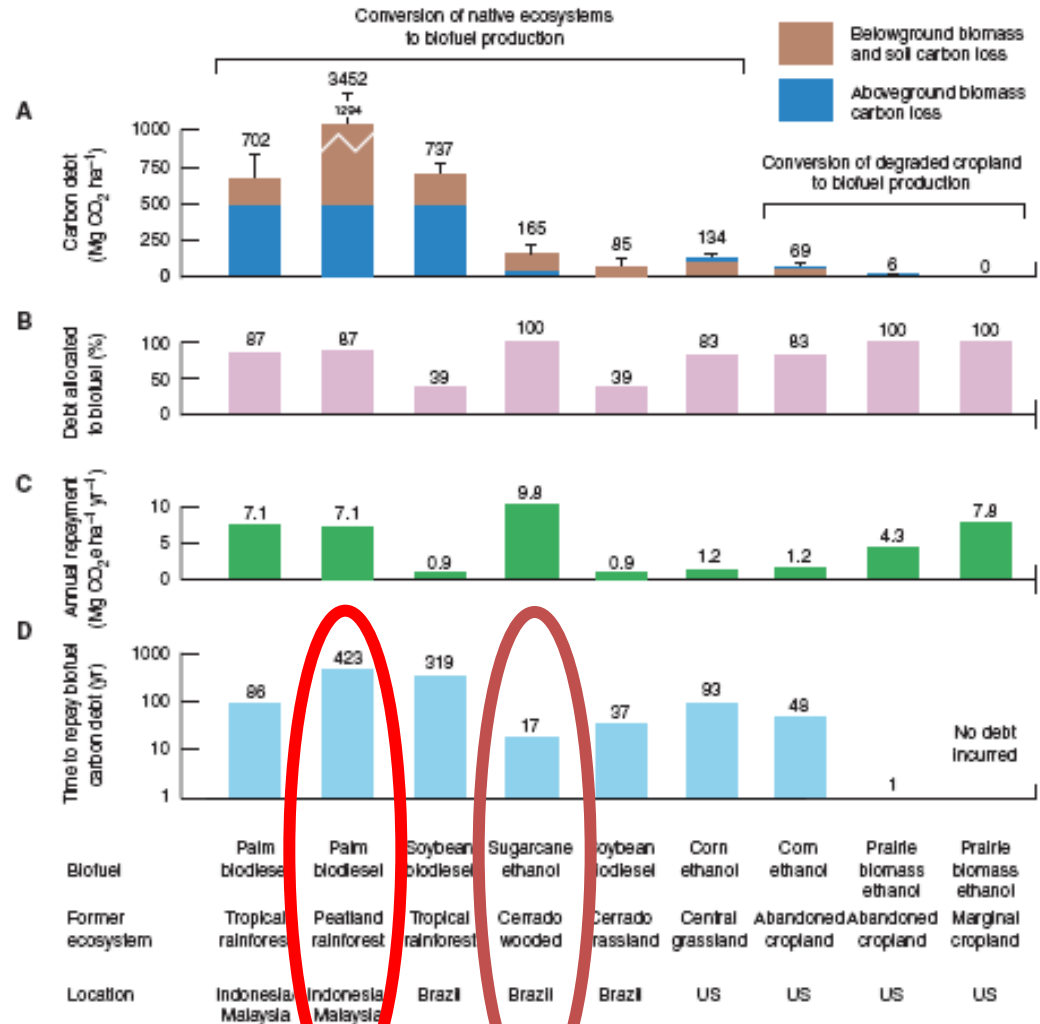 Conversion of native ecosystems
to biofuel production
Belowground biomass
and soil carbon loss
Aboveground biomass
carbon loss
Conversion of degraded cropland
to biofuel production
A
Carbon debt
(Mg CO2 ha−1)
1000
750
500
250
0
702
3452
1294
737
165
85
134
69
6
0
B
Debt allocated
to biofuel (%)
100
50
0
87
87
39
100
39
83
83
100
100
C
Annual repayment
(Mg CO2e ha−1 yr−1)
10
5
0
7.1
7.1
0.9
9.8
0.9
1.2
1.2
4.3
7.8
D
Time to repay biofuel
carbon debt (yr)
1000
100
10
1
86
423
319
17
37
93
48
1
No debt
incurred
Biofuel
Palm
biodiesel
Palm
biodiesel
Soybean
biodiesel
Sugarcane
ethanol
oybean
iodiesel
Corn
ethanol
Corn
ethanol
Prairie
biomass
ethanol
Prairie
biomass
ethanol
Former
ecosystem
Tropical
rainforest
Peatland
rainforest
Tropical
rainforest
Cerrado
wooded
Cerrado
rassland
Central
grassland
Abandoned
cropland
Abandoned
cropland
Marginal
cropland
Location
Indonesia/
Malaysia
Indonesia/
Malaysia
Brazil
Brazil
Brazil
US
US
US
US